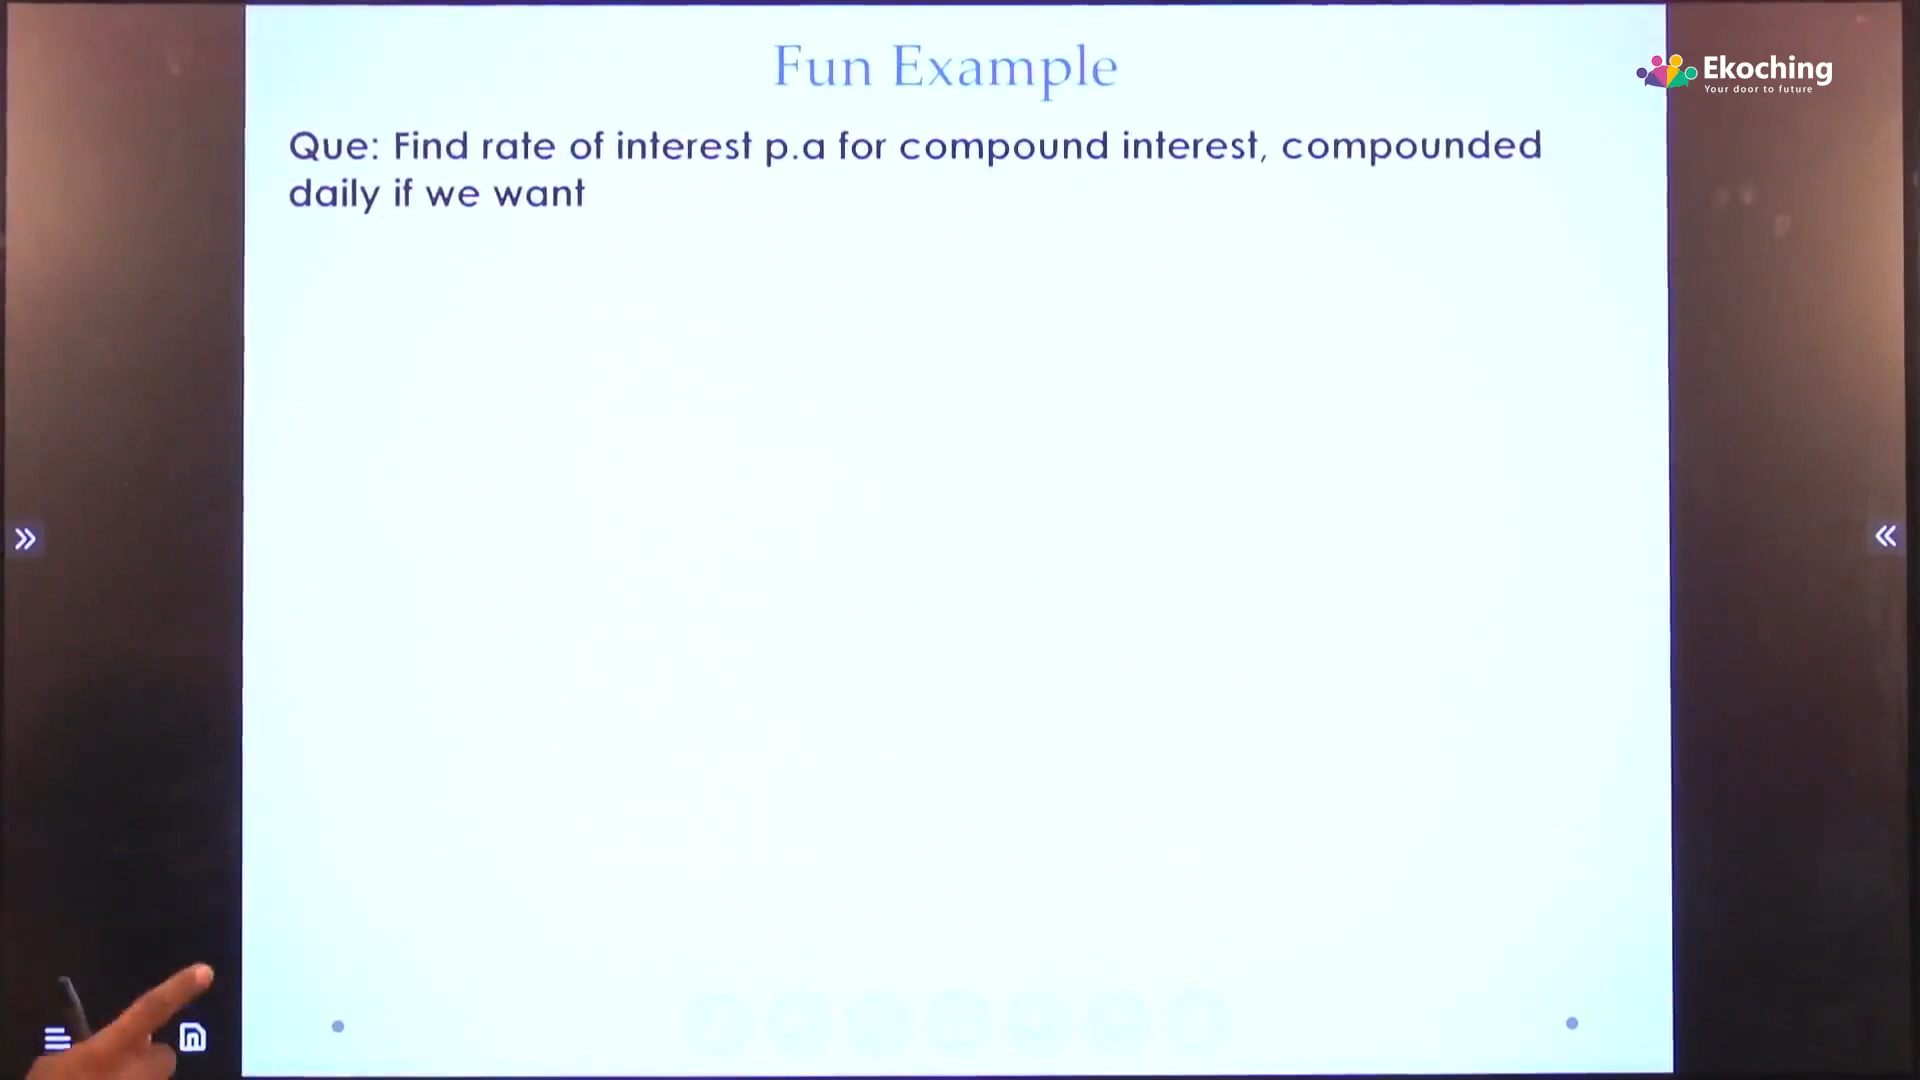 Fun Example
Ekoching
Your door to future
Que: Find rate of interest p.a for compound interest, compounded
daily if we want